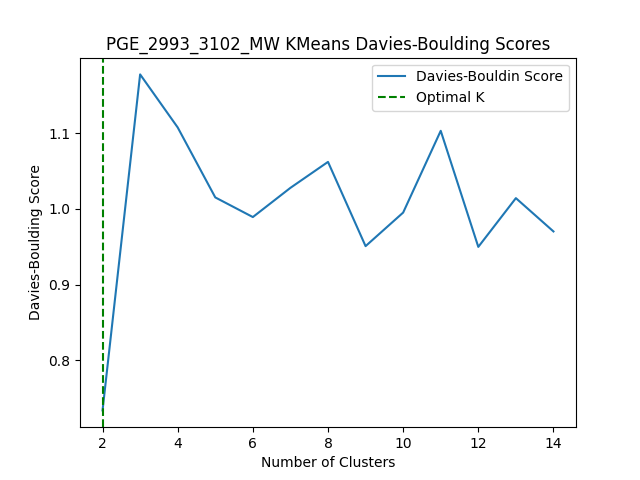 PGE_2993_3102_MW KMeans Davies-Boulding Scores
Davies-Bouldin Score
Optimal K
Davies-Boulding Score
1.1
1.0
0.9
0.8
2 4 6 8 10 12 14
Number of Clusters